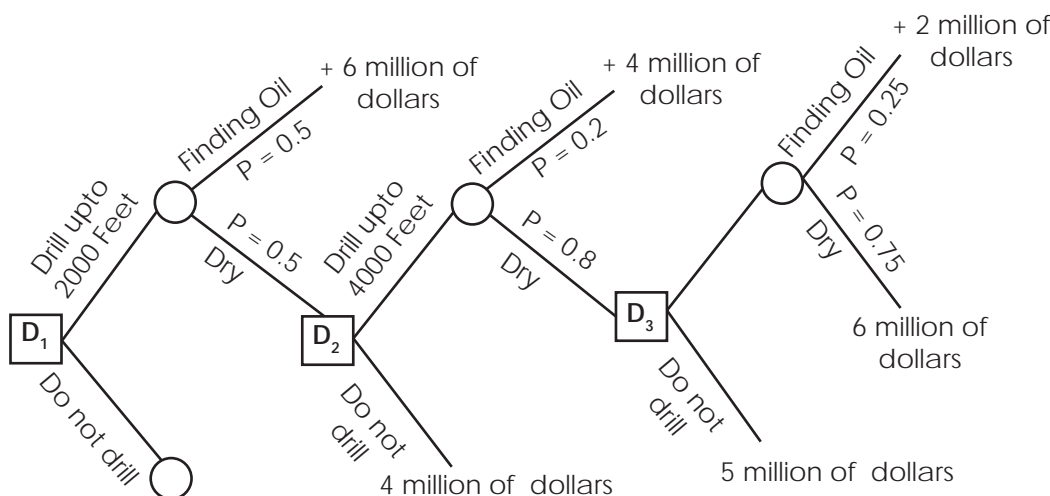 + 6 million of
dollars
Finding Oil
P = 0.5
Drill upto
2000 Feet
P = 0.5
Dry
D₁
Do not drill
+ 4 million of
dollars
Finding Oil
P = 0.2
Drill upto
4000 Feet
P = 0.8
Dry
D₂
Do not
drill
4 million of dollars
+ 2 million of
dollars
Finding Oil
P = 0.25
P = 0.75
Dry
D₃
6 million of
dollars
Do not
drill
5 million of dollars